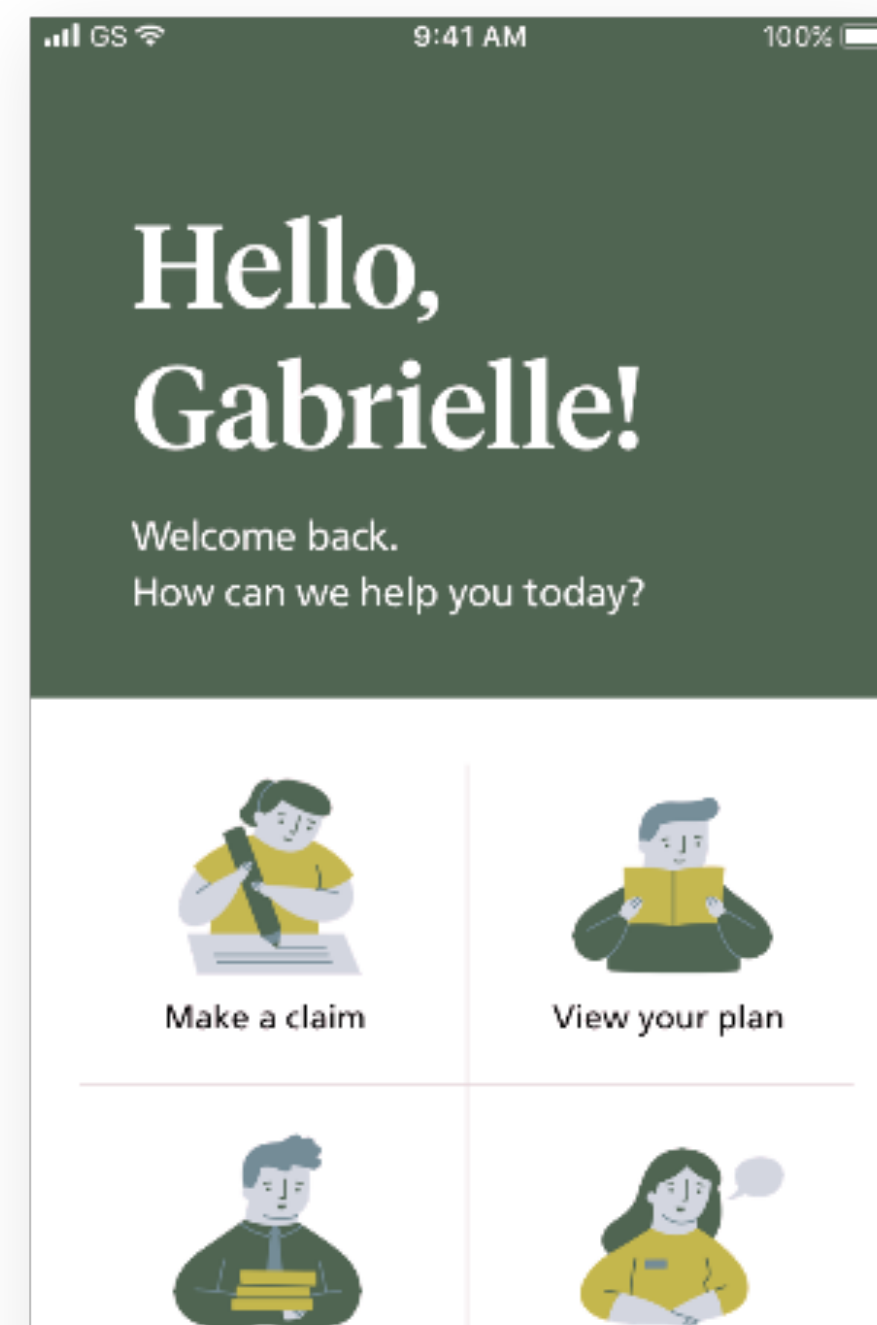 GS 9:41 AM 100%
Hello,
Gabrielle!
Welcome back.
How can we help you today?
Make a claim View your plan